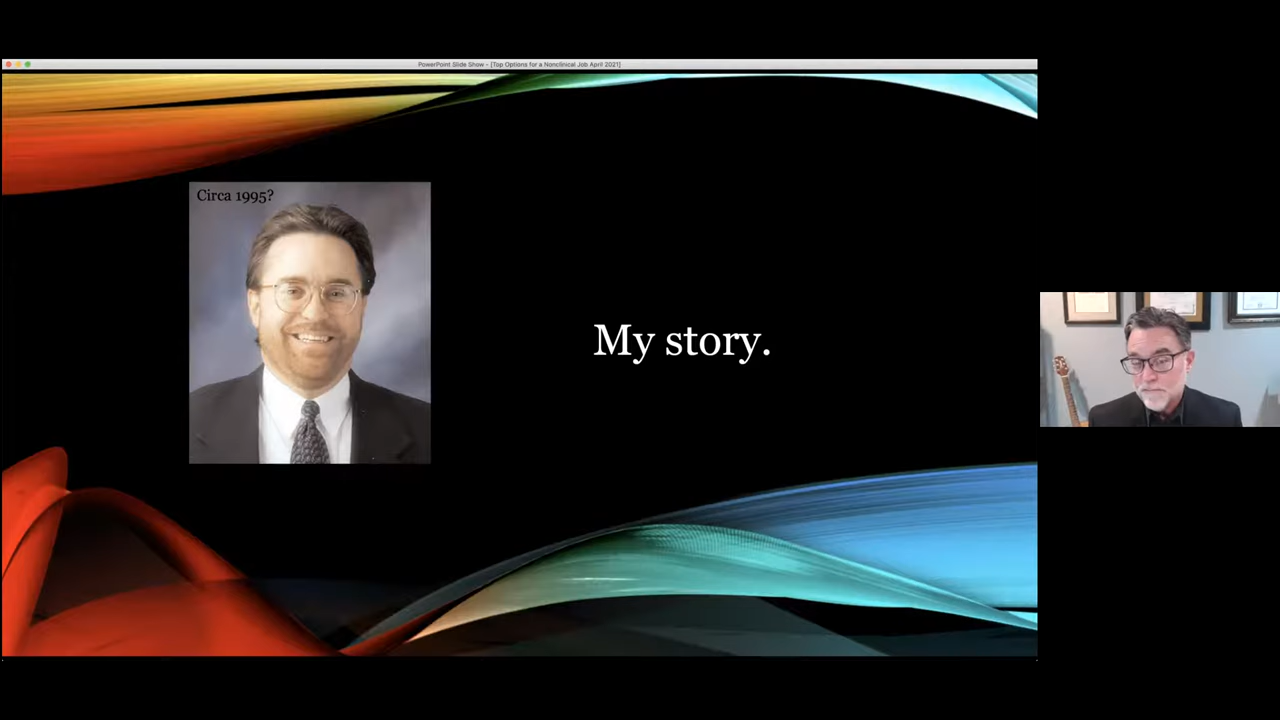 PowerPoint Slide Show - [Top Options for a Nonclinical Job April 2021]
Circa 1995?
My story.